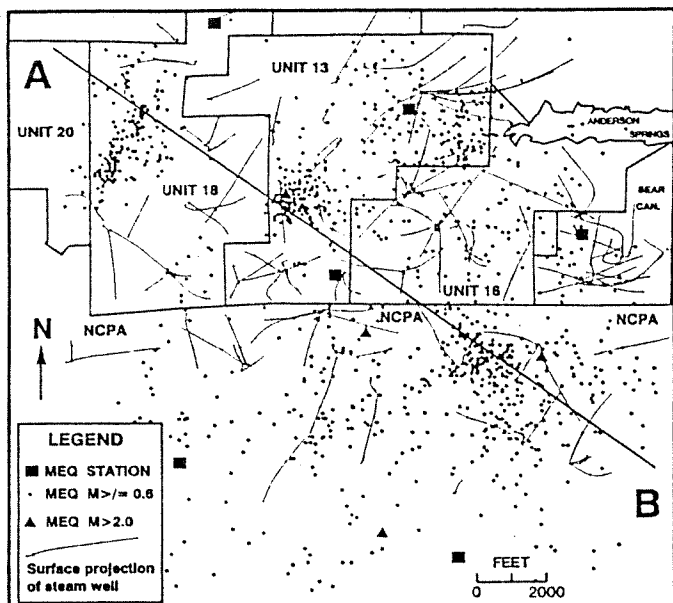 A
UNIT 13
UNIT 20
ANDERSON
SPRINGS
UNIT 18
BEAR
CAN.
UNIT 16
NCPA
NCPA
NCPA
N
LEGEND
MEQ STATION
MEQ M>/= 0.6
MEQ M>2.0
Surface projection
of steam well
B
FEET
0 2000